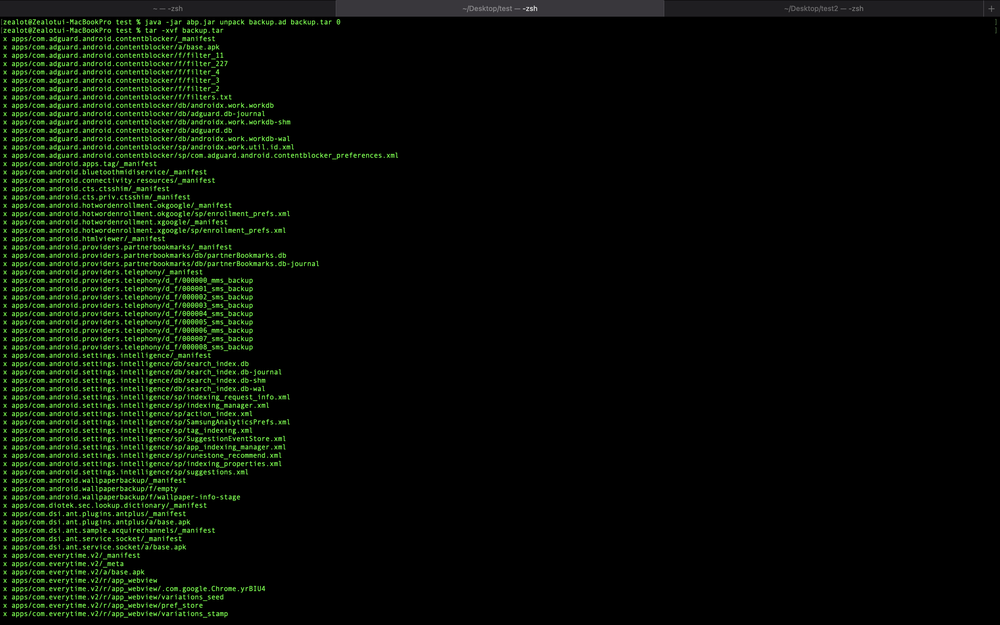 ~ — -zsh
~/Desktop/test — -zsh
~/Desktop/test2 — -zsh
+
[zealot@Zealotui-MacBookPro test % java -jar abp.jar unpack backup.ad backup.tar 0 ]
[zealot@Zealotui-MacBookPro test % tar -xvf backup.tar ]
x apps/com.adguard.android.contentblocker/_manifest
x apps/com.adguard.android.contentblocker/a/base.apk
x apps/com.adguard.android.contentblocker/f/filter_11
x apps/com.adguard.android.contentblocker/f/filter_227
x apps/com.adguard.android.contentblocker/f/filter_4
x apps/com.adguard.android.contentblocker/f/filter_3
x apps/com.adguard.android.contentblocker/f/filter_2
x apps/com.adguard.android.contentblocker/f/filters.txt
x apps/com.adguard.android.contentblocker/db/androidx.work.workdb
x apps/com.adguard.android.contentblocker/db/adguard.db-journal
x apps/com.adguard.android.contentblocker/db/androidx.work.workdb-shm
x apps/com.adguard.android.contentblocker/db/adguard.db
x apps/com.adguard.android.contentblocker/db/androidx.work.workdb-wal
x apps/com.adguard.android.contentblocker/sp/androidx.work.util.id.xml
x apps/com.adguard.android.contentblocker/sp/com.adguard.android.contentblocker_preferences.xml
x apps/com.android.apps.tag/_manifest
x apps/com.android.bluetoothmidiservice/_manifest
x apps/com.android.connectivity.resources/_manifest
x apps/com.android.cts.ctsshim/_manifest
x apps/com.android.cts.priv.ctsshim/_manifest
x apps/com.android.hotwordenrollment.okgoogle/_manifest
x apps/com.android.hotwordenrollment.okgoogle/sp/enrollment_prefs.xml
x apps/com.android.hotwordenrollment.xgoogle/_manifest
x apps/com.android.hotwordenrollment.xgoogle/sp/enrollment_prefs.xml
x apps/com.android.htmlviewer/_manifest
x apps/com.android.providers.partnerbookmarks/_manifest
x apps/com.android.providers.partnerbookmarks/db/partnerBookmarks.db
x apps/com.android.providers.partnerbookmarks/db/partnerBookmarks.db-journal
x apps/com.android.providers.telephony/_manifest
x apps/com.android.providers.telephony/d_f/000000_mms_backup
x apps/com.android.providers.telephony/d_f/000001_sms_backup
x apps/com.android.providers.telephony/d_f/000002_sms_backup
x apps/com.android.providers.telephony/d_f/000003_sms_backup
x apps/com.android.providers.telephony/d_f/000004_sms_backup
x apps/com.android.providers.telephony/d_f/000005_sms_backup
x apps/com.android.providers.telephony/d_f/000006_mms_backup
x apps/com.android.providers.telephony/d_f/000007_sms_backup
x apps/com.android.providers.telephony/d_f/000008_sms_backup
x apps/com.android.settings.intelligence/_manifest
x apps/com.android.settings.intelligence/db/search_index.db
x apps/com.android.settings.intelligence/db/search_index.db-journal
x apps/com.android.settings.intelligence/db/search_index.db-shm
x apps/com.android.settings.intelligence/db/search_index.db-wal
x apps/com.android.settings.intelligence/sp/indexing_request_info.xml
x apps/com.android.settings.intelligence/sp/indexing_manager.xml
x apps/com.android.settings.intelligence/sp/action_index.xml
x apps/com.android.settings.intelligence/sp/SamsungAnalyticsPrefs.xml
x apps/com.android.settings.intelligence/sp/tag_indexing.xml
x apps/com.android.settings.intelligence/sp/SuggestionEventStore.xml
x apps/com.android.settings.intelligence/sp/app_indexing_manager.xml
x apps/com.android.settings.intelligence/sp/runestone_recommend.xml
x apps/com.android.settings.intelligence/sp/indexing_properties.xml
x apps/com.android.settings.intelligence/sp/suggestions.xml
x apps/com.android.wallpaperbackup/_manifest
x apps/com.android.wallpaperbackup/f/empty
x apps/com.android.wallpaperbackup/f/wallpaper-info-stage
x apps/com.diotek.sec.lookup.dictionary/_manifest
x apps/com.dsi.ant.plugins.antplus/_manifest
x apps/com.dsi.ant.plugins.antplus/a/base.apk
x apps/com.dsi.ant.sample.acquirechannels/_manifest
x apps/com.dsi.ant.service.socket/_manifest
x apps/com.dsi.ant.service.socket/a/base.apk
x apps/com.everytime.v2/_manifest
x apps/com.everytime.v2/_meta
x apps/com.everytime.v2/a/base.apk
x apps/com.everytime.v2/r/app_webview
x apps/com.everytime.v2/r/app_webview/.com.google.Chrome.yrBIU4
x apps/com.everytime.v2/r/app_webview/variations_seed
x apps/com.everytime.v2/r/app_webview/pref_store
x apps/com.everytime.v2/r/app_webview/variations_stamp